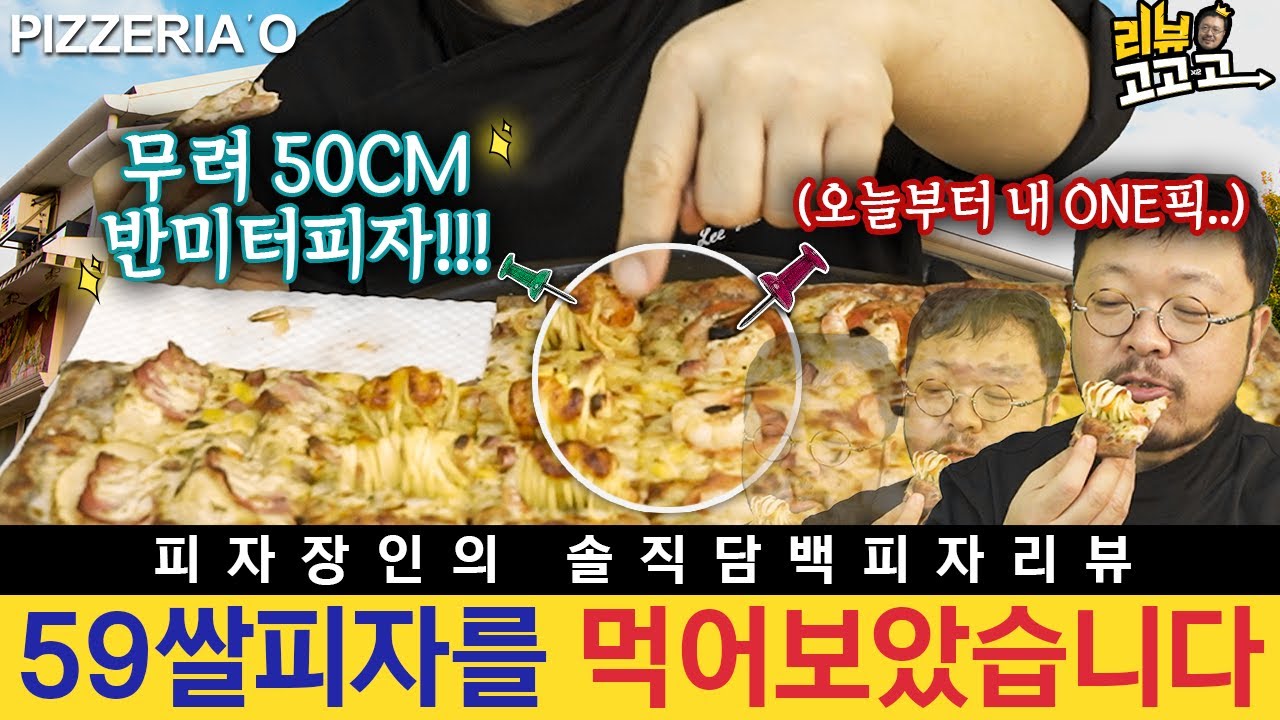 PIZZERIA'O
리뷰
고고고
X2
무려 50CM
반미터피자!!!
(오늘부터 내 ONE픽..)
Lee
피자장인의 솔직담백피자리뷰
59쌀피자를 먹어보았습니다